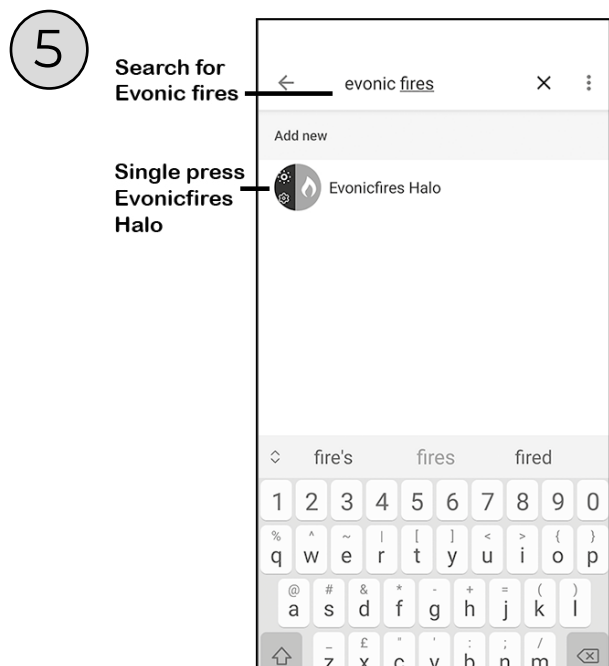 5
Search for
Evonic fires
evonic fires
Add new
Single press
Evonicfires
Halo
Evonicfires Halo
fire's fires fired
1 2 3 4 5 6 7 8 9 0
% ^ ~ | [ ] < > { }
q w e r t y u i o p
@ # & * - + = ( )
a s d f g h j k l
_ £ " ' : ; /
z x c v b n m